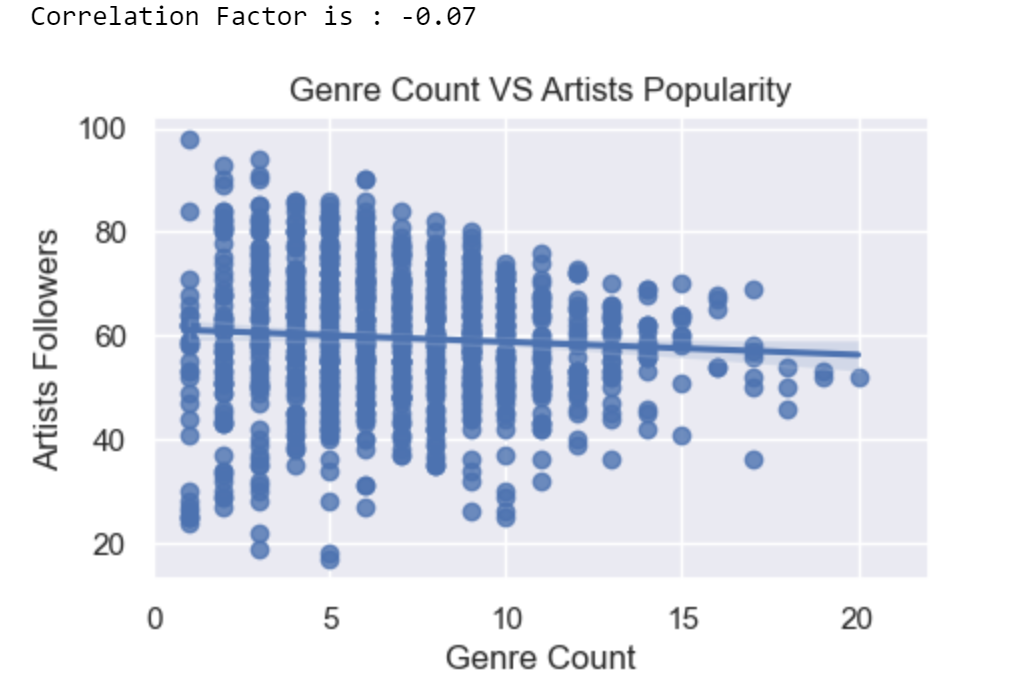 Correlation Factor is : -0.07
Genre Count VS Artists Popularity
Artists Followers
100
80
60
40
20
0 5 10 15 20
Genre Count